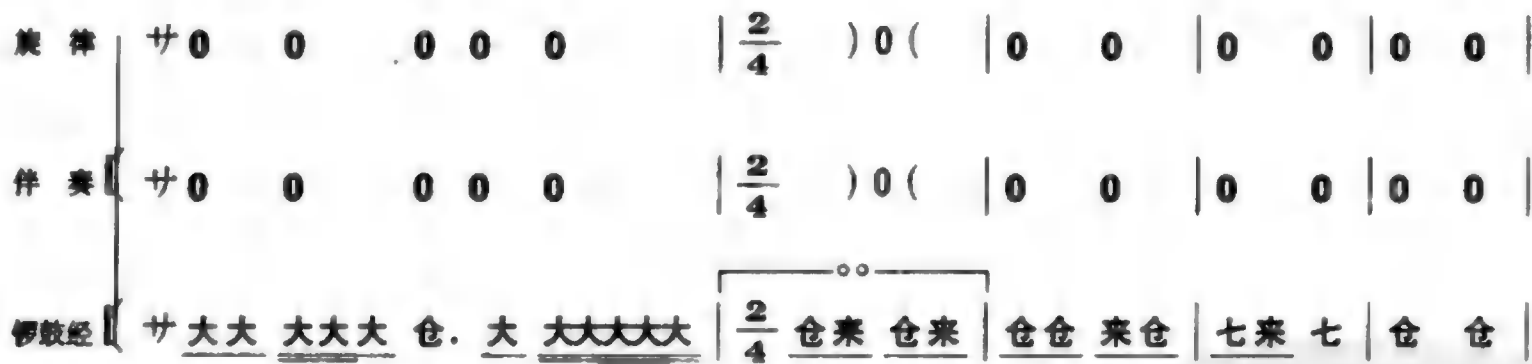 旋 律 サ 0 0 0 0 0 | 2/4 ) 0 ( | 0 0 | 0 0 | 0 0 |
伴 奏 サ 0 0 0 0 0 | 2/4 ) 0 ( | 0 0 | 0 0 | 0 0 |
锣鼓经 サ 大大 大大大 仓. 大 大大大大大 | 2/4 仓来 仓来 | 仓仓 来仓 | 七来 七 | 仓 仓 |